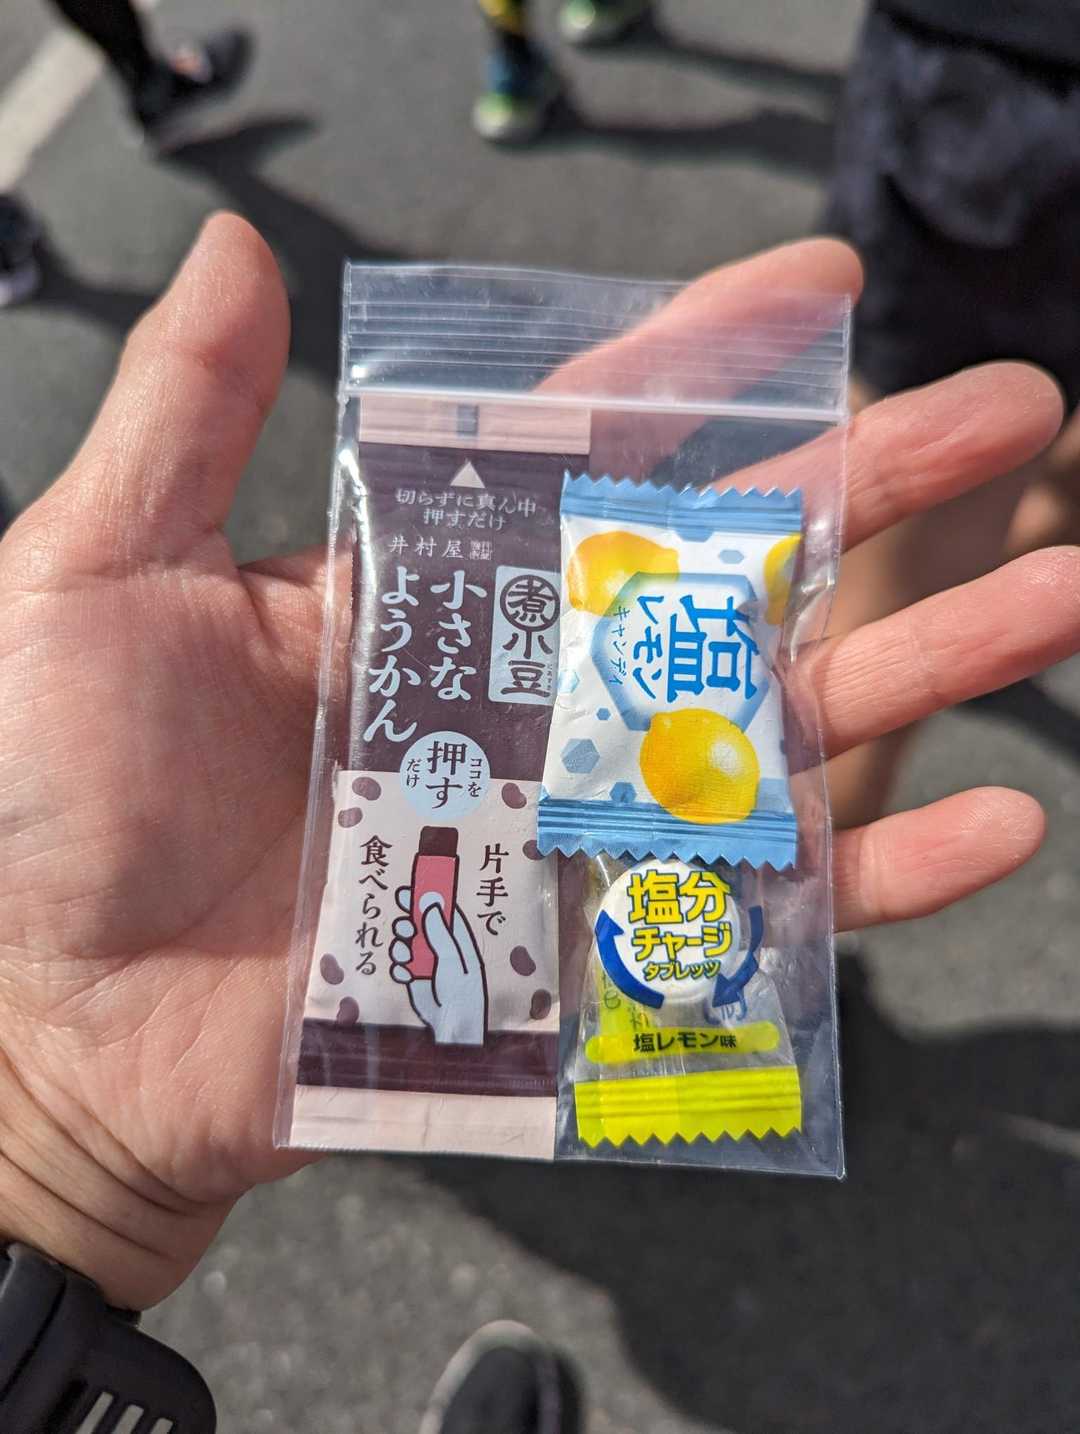 切らずに真ん中
押すだけ
井村屋
煮小豆
小さな
ようかん
ココを
押す
だけ
片手で
食べられる
塩
レモン
キャンディ
塩分
チャージ
タブレッツ
塩レモン味